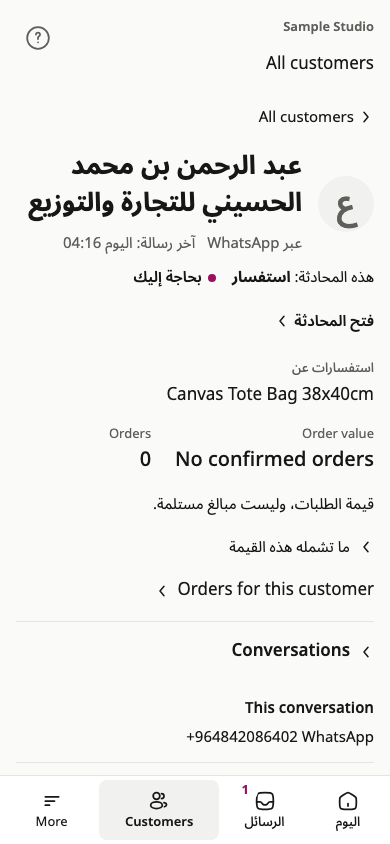 Sample Studio
All customers
All customers
عبد الرحمن بن محمد
الحسيني للتجارة والتوزيع
ع
عبر WhatsApp آخر رسالة: اليوم 04:16
هذه المحادثة: استفسار بحاجة إليك
فتح المحادثة
استفسارات عن
Canvas Tote Bag 38x40cm
Order value
No confirmed orders
Orders
0
قيمة الطلبات، وليست مبالغ مستلمة.
ما تشمله هذه القيمة
Orders for this customer
Conversations
This conversation
+964842086402 WhatsApp
اليوم
1
الرسائل
Customers
More